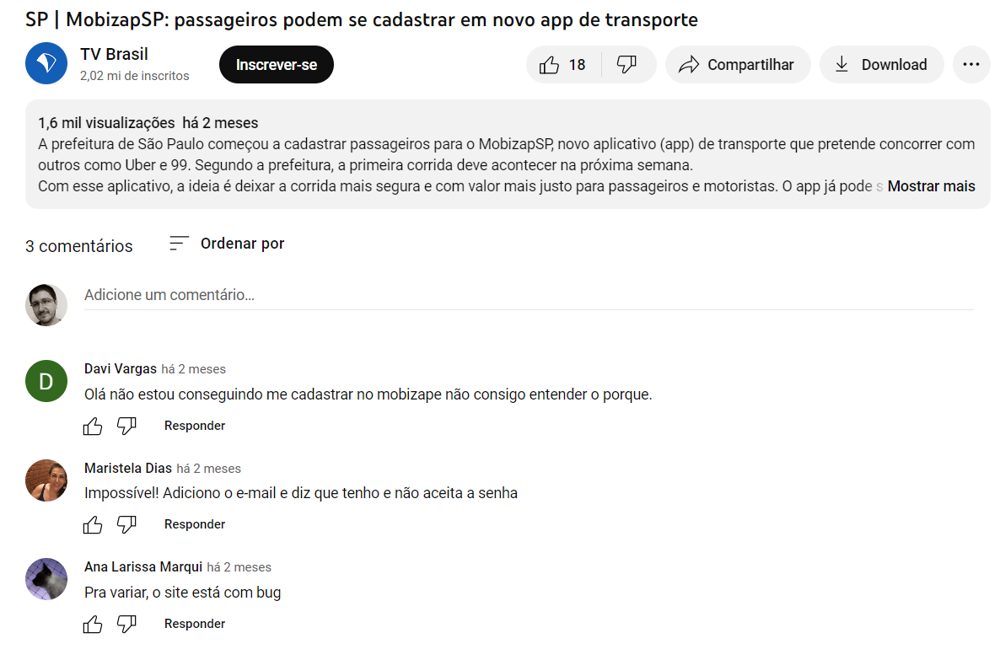 SP | MobizapSP: passageiros podem se cadastrar em novo app de transporte
TV Brasil
2,02 mi de inscritos
Inscrever-se
18
Compartilhar
Download
1,6 mil visualizações há 2 meses
A prefeitura de São Paulo começou a cadastrar passageiros para o MobizapSP, novo aplicativo (app) de transporte que pretende concorrer com
outros como Uber e 99. Segundo a prefeitura, a primeira corrida deve acontecer na próxima semana.
Com esse aplicativo, a ideia é deixar a corrida mais segura e com valor mais justo para passageiros e motoristas. O app já pode s Mostrar mais
3 comentários
Ordenar por
Adicione um comentário...
D
Davi Vargas há 2 meses
Olá não estou conseguindo me cadastrar no mobizape não consigo entender o porque.
Responder
Maristela Dias há 2 meses
Impossível! Adiciono o e-mail e diz que tenho e não aceita a senha
Responder
Ana Larissa Marqui há 2 meses
Pra variar, o site está com bug
Responder